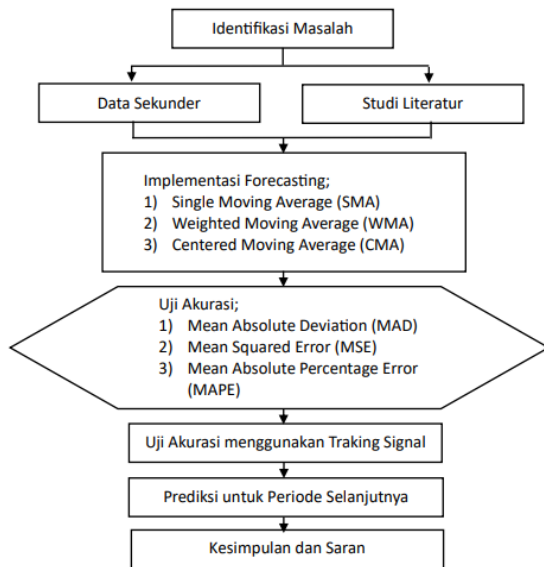 Identifikasi Masalah
Data Sekunder
Studi Literatur
Implementasi Forecasting;
1) Single Moving Average (SMA)
2) Weighted Moving Average (WMA)
3) Centered Moving Average (CMA)
Uji Akurasi;
1) Mean Absolute Deviation (MAD)
2) Mean Squared Error (MSE)
3) Mean Absolute Percentage Error
(MAPE)
Uji Akurasi menggunakan Traking Signal
Prediksi untuk Periode Selanjutnya
Kesimpulan dan Saran